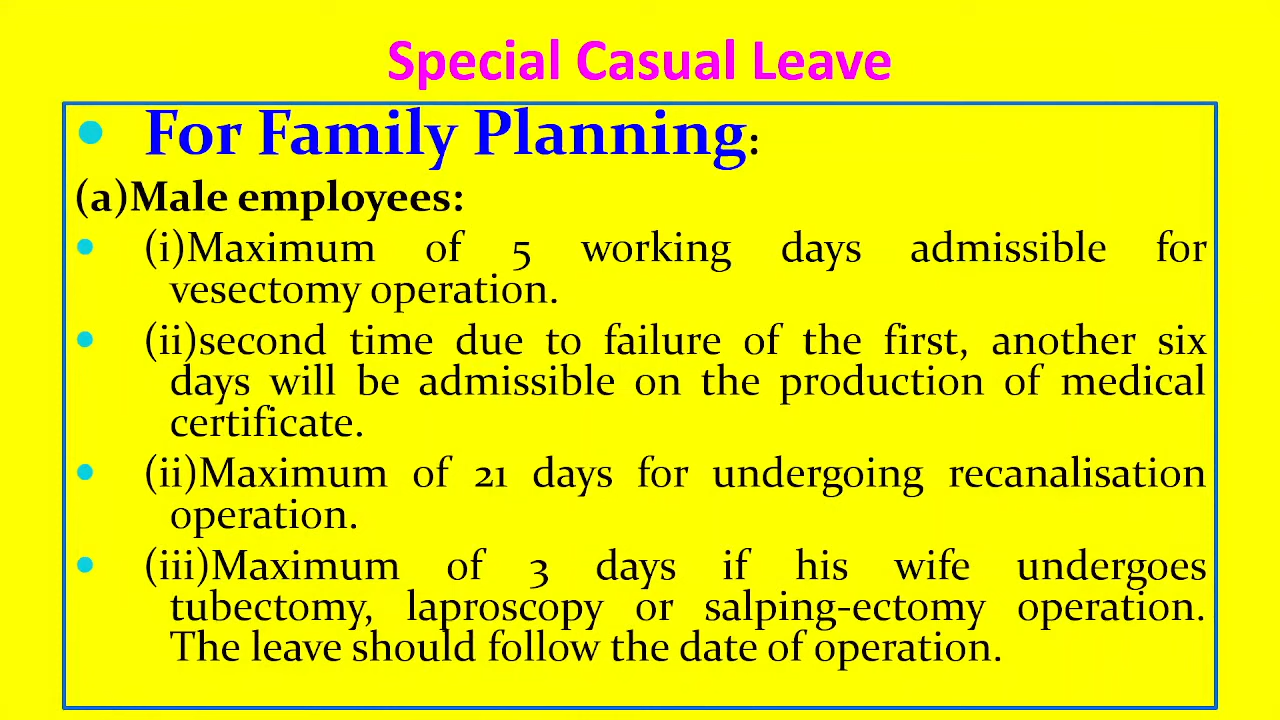 Special Casual Leave
• For Family Planning:
(a)Male employees:
• (i)Maximum of 5 working days admissible for
vesectomy operation.
• (ii)second time due to failure of the first, another six
days will be admissible on the production of medical
certificate.
• (ii)Maximum of 21 days for undergoing recanalisation
operation.
• (iii)Maximum of 3 days if his wife undergoes
tubectomy, laproscopy or salping-ectomy operation.
The leave should follow the date of operation.